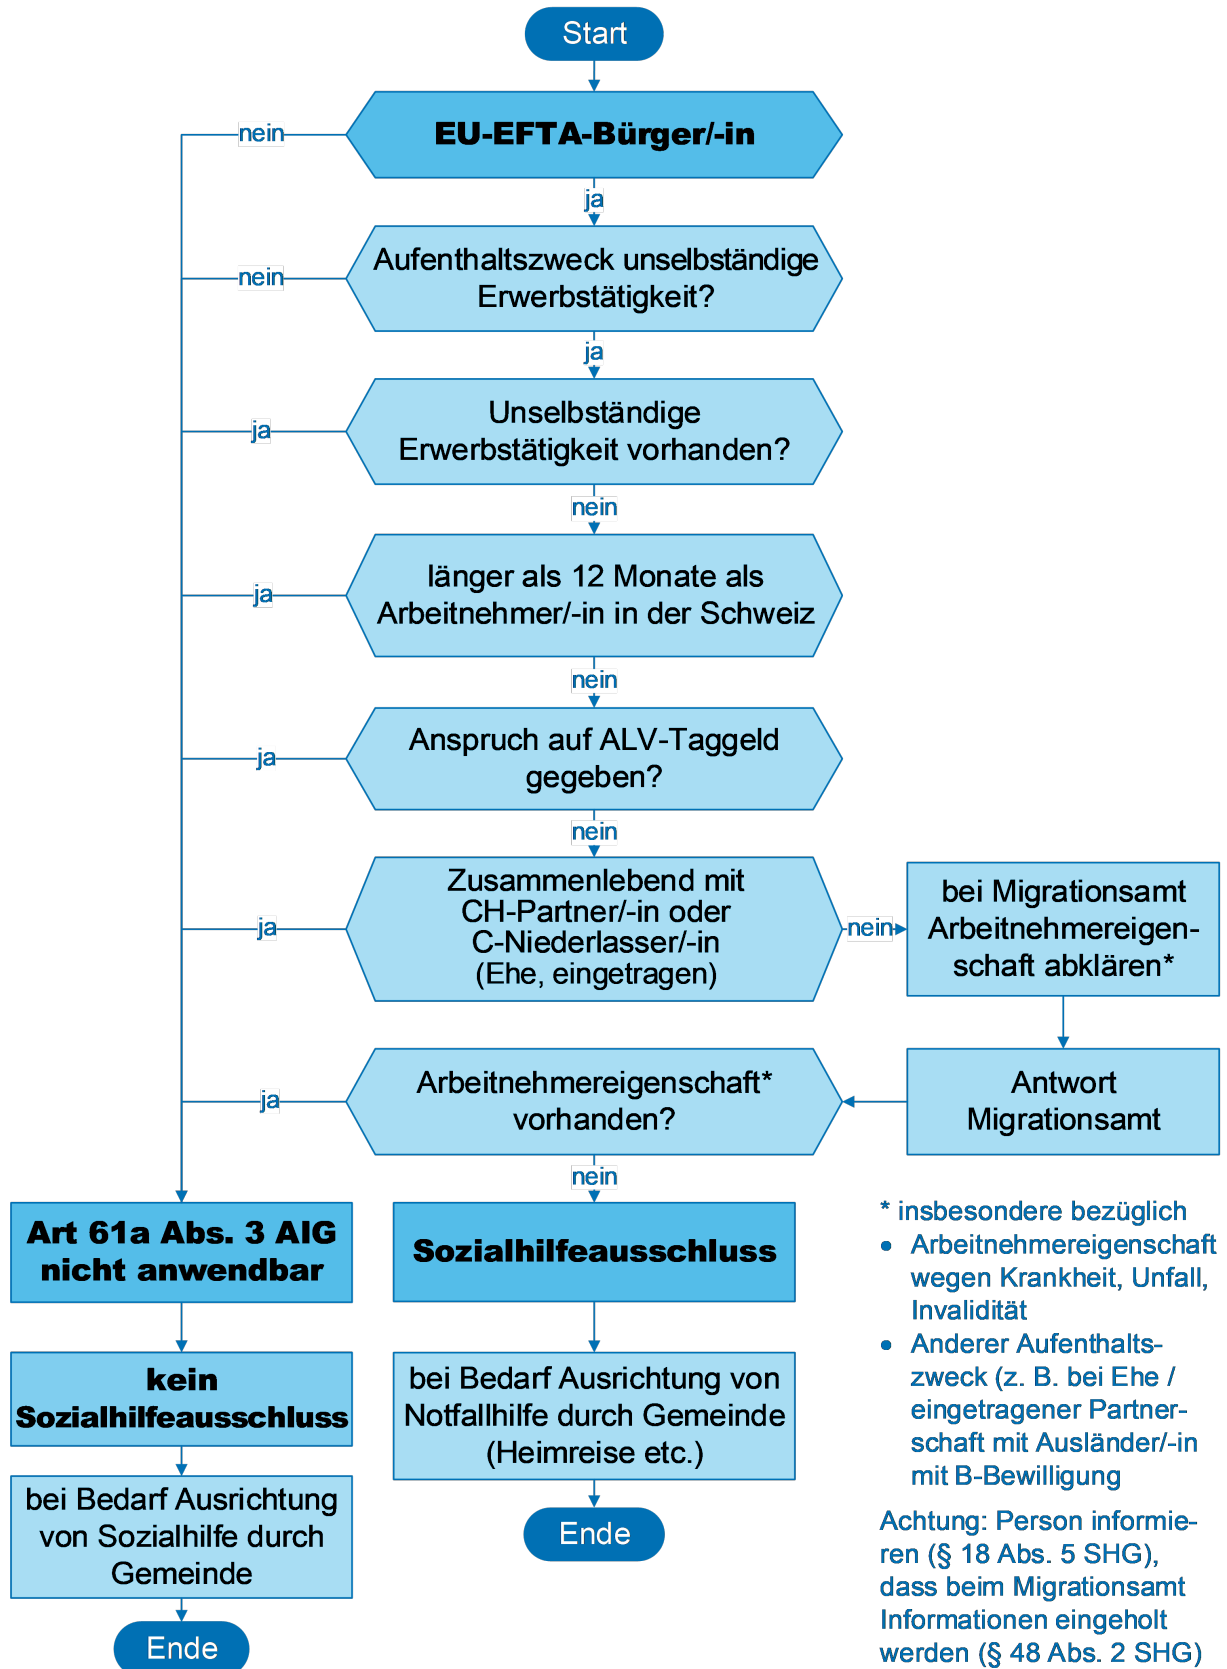 Start
EU-EFTA-Bürger/-in
nein
ja
Aufenthaltszweck unselbständige
Erwerbstätigkeit?
nein
ja
Unselbständige
Erwerbstätigkeit vorhanden?
ja
nein
länger als 12 Monate als
Arbeitnehmer/-in in der Schweiz
ja
nein
Anspruch auf ALV-Taggeld
gegeben?
ja
nein
Zusammenlebend mit
CH-Partner/-in oder
C-Niederlasser/-in
(Ehe, eingetragen)
ja
nein
bei Migrationsamt
Arbeitnehmereigen-
schaft abklären*
Antwort
Migrationsamt
Arbeitnehmereigenschaft*
vorhanden?
ja
nein
Art 61a Abs. 3 AIG
nicht anwendbar
kein
Sozialhilfeausschluss
bei Bedarf Ausrichtung
von Sozialhilfe durch
Gemeinde
Ende
Sozialhilfeausschluss
bei Bedarf Ausrichtung von
Notfallhilfe durch Gemeinde
(Heimreise etc.)
Ende
* insbesondere bezüglich
• Arbeitnehmereigenschaft
wegen Krankheit, Unfall,
Invalidität
• Anderer Aufenthalts-
zweck (z. B. bei Ehe /
eingetragener Partner-
schaft mit Ausländer/-in
mit B-Bewilligung
Achtung: Person informie-
ren (§ 18 Abs. 5 SHG),
dass beim Migrationsamt
Informationen eingeholt
werden (§ 48 Abs. 2 SHG)